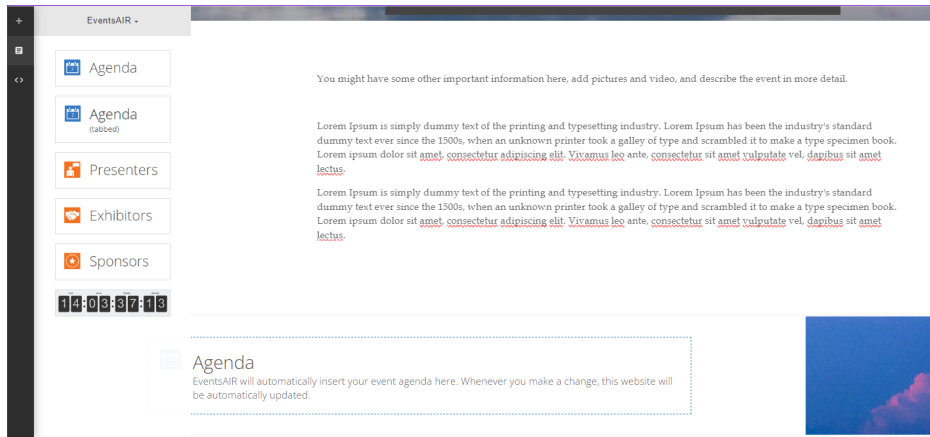 EventsAIR
Agenda
Agenda
(tabbed)
Presenters
Exhibitors
Sponsors
14:03:37:13
You might have some other important information here, add pictures and video, and describe the event in more detail.
Lorem Ipsum is simply dummy text of the printing and typesetting industry. Lorem Ipsum has been the industry's standard
dummy text ever since the 1500s, when an unknown printer took a galley of type and scrambled it to make a type specimen book.
Lorem ipsum dolor sit amet, consectetur adipiscing elit. Vivamus leo ante, consectetur sit amet vulputate vel, dapibus sit amet
lectus.
Lorem Ipsum is simply dummy text of the printing and typesetting industry. Lorem Ipsum has been the industry's standard
dummy text ever since the 1500s, when an unknown printer took a galley of type and scrambled it to make a type specimen book.
Lorem ipsum dolor sit amet, consectetur adipiscing elit. Vivamus leo ante, consectetur sit amet vulputate vel, dapibus sit amet
lectus.
Agenda
EventsAIR will automatically insert your event agenda here. Whenever you make a change, this website will
be automatically updated.